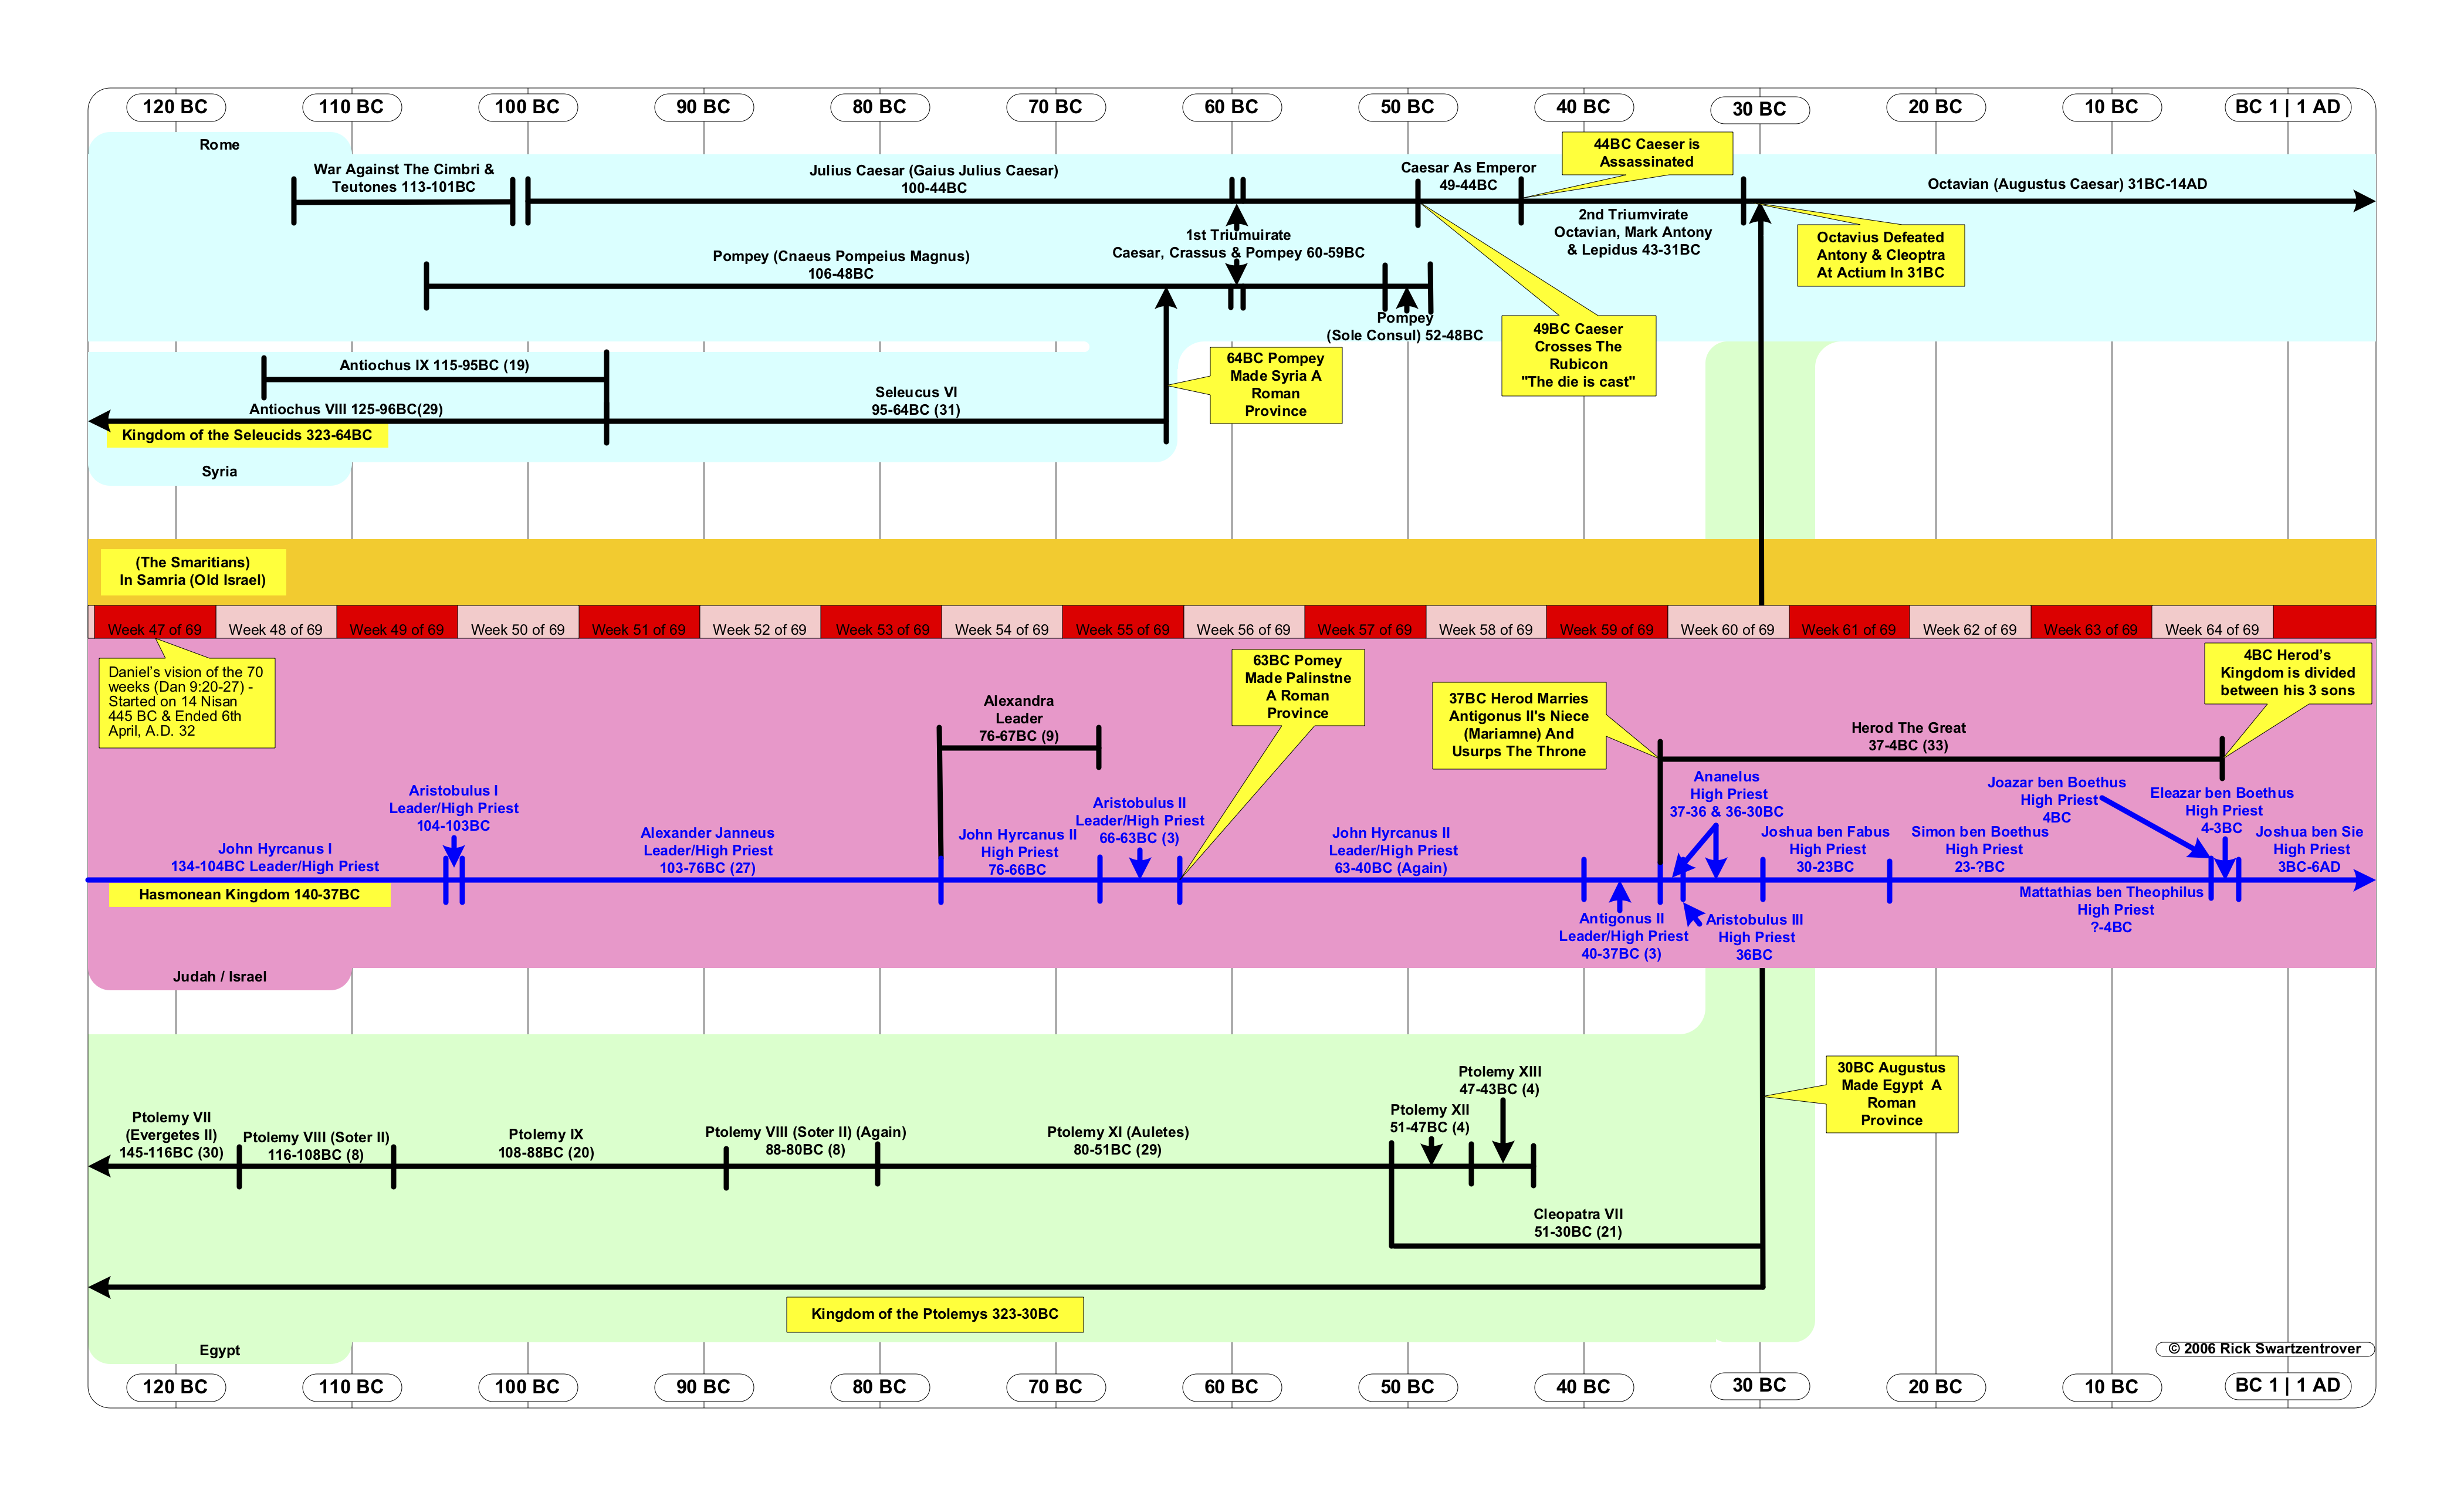 120 BC
110 BC
100 BC
90 BC
80 BC
70 BC
60 BC
50 BC
40 BC
30 BC
20 BC
10 BC
BC 1 | 1 AD
Rome
War Against The Cimbri &
Teutones 113-101BC
Julius Caesar (Gaius Julius Caesar)
100-44BC
Caesar As Emperor
49-44BC
44BC Caeser is
Assassinated
Octavian (Augustus Caesar) 31BC-14AD
2nd Triumvirate
Octavian, Mark Antony
& Lepidus 43-31BC
Octavius Defeated
Antony & Cleoptra
At Actium In 31BC
1st Triumuirate
Caesar, Crassus & Pompey 60-59BC
Pompey (Cnaeus Pompeius Magnus)
106-48BC
Pompey
(Sole Consul) 52-48BC
49BC Caeser
Crosses The
Rubicon
"The die is cast"
Antiochus IX 115-95BC (19)
64BC Pompey
Made Syria A
Roman
Province
Seleucus VI
95-64BC (31)
Antiochus VIII 125-96BC(29)
Kingdom of the Seleucids 323-64BC
Syria
(The Smaritians)
In Samria (Old Israel)
Week 47 of 69
Week 48 of 69
Week 49 of 69
Week 50 of 69
Week 51 of 69
Week 52 of 69
Week 53 of 69
Week 54 of 69
Week 55 of 69
Week 56 of 69
Week 57 of 69
Week 58 of 69
Week 59 of 69
Week 60 of 69
Week 61 of 69
Week 62 of 69
Week 63 of 69
Week 64 of 69
Daniel's vision of the 70
weeks (Dan 9:20-27) -
Started on 14 Nisan
445 BC & Ended 6th
April, A.D. 32
63BC Pomey
Made Palinstne
A Roman
Province
4BC Herod's
Kingdom is divided
between his 3 sons
Alexandra
Leader
76-67BC (9)
37BC Herod Marries
Antigonus II's Niece
(Mariamne) And
Usurps The Throne
Herod The Great
37-4BC (33)
John Hyrcanus I
134-104BC Leader/High Priest
Aristobulus I
Leader/High Priest
104-103BC
Alexander Janneus
Leader/High Priest
103-76BC (27)
John Hyrcanus II
High Priest
76-66BC
Aristobulus II
Leader/High Priest
66-63BC (3)
John Hyrcanus II
Leader/High Priest
63-40BC (Again)
Ananelus
High Priest
37-36 & 36-30BC
Joshua ben Fabus
High Priest
30-23BC
Simon ben Boethus
High Priest
23-?BC
Joazar ben Boethus
High Priest
4BC
Eleazar ben Boethus
High Priest
4-3BC
Joshua ben Sie
High Priest
3BC-6AD
Hasmonean Kingdom 140-37BC
Antigonus II
Leader/High Priest
40-37BC (3)
Aristobulus III
High Priest
36BC
Mattathias ben Theophilus
High Priest
?-4BC
Judah / Israel
30BC Augustus
Made Egypt A
Roman
Province
Ptolemy VII
(Evergetes II)
145-116BC (30)
Ptolemy VIII (Soter II)
116-108BC (8)
Ptolemy IX
108-88BC (20)
Ptolemy VIII (Soter II) (Again)
88-80BC (8)
Ptolemy XI (Auletes)
80-51BC (29)
Ptolemy XII
51-47BC (4)
Ptolemy XIII
47-43BC (4)
Cleopatra VII
51-30BC (21)
Kingdom of the Ptolemys 323-30BC
Egypt
© 2006 Rick Swartzentrover
120 BC
110 BC
100 BC
90 BC
80 BC
70 BC
60 BC
50 BC
40 BC
30 BC
20 BC
10 BC
BC 1 | 1 AD